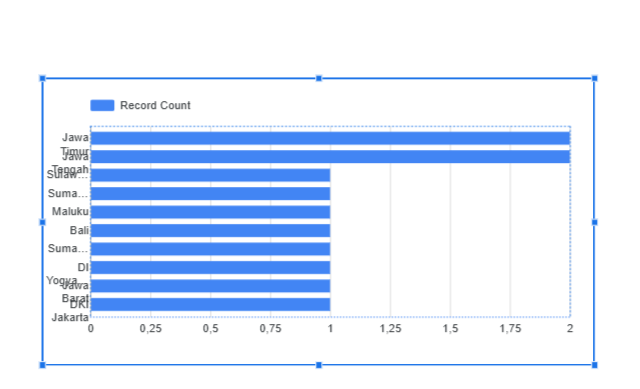 Record Count
Jawa
Timur
Jawa
Tengah
Sulaw...
Suma...
Maluku
Bali
Suma...
DI
Yogya...
Jawa
Barat
DKI
Jakarta
0 0,25 0,5 0,75 1 1,25 1,5 1,75 2